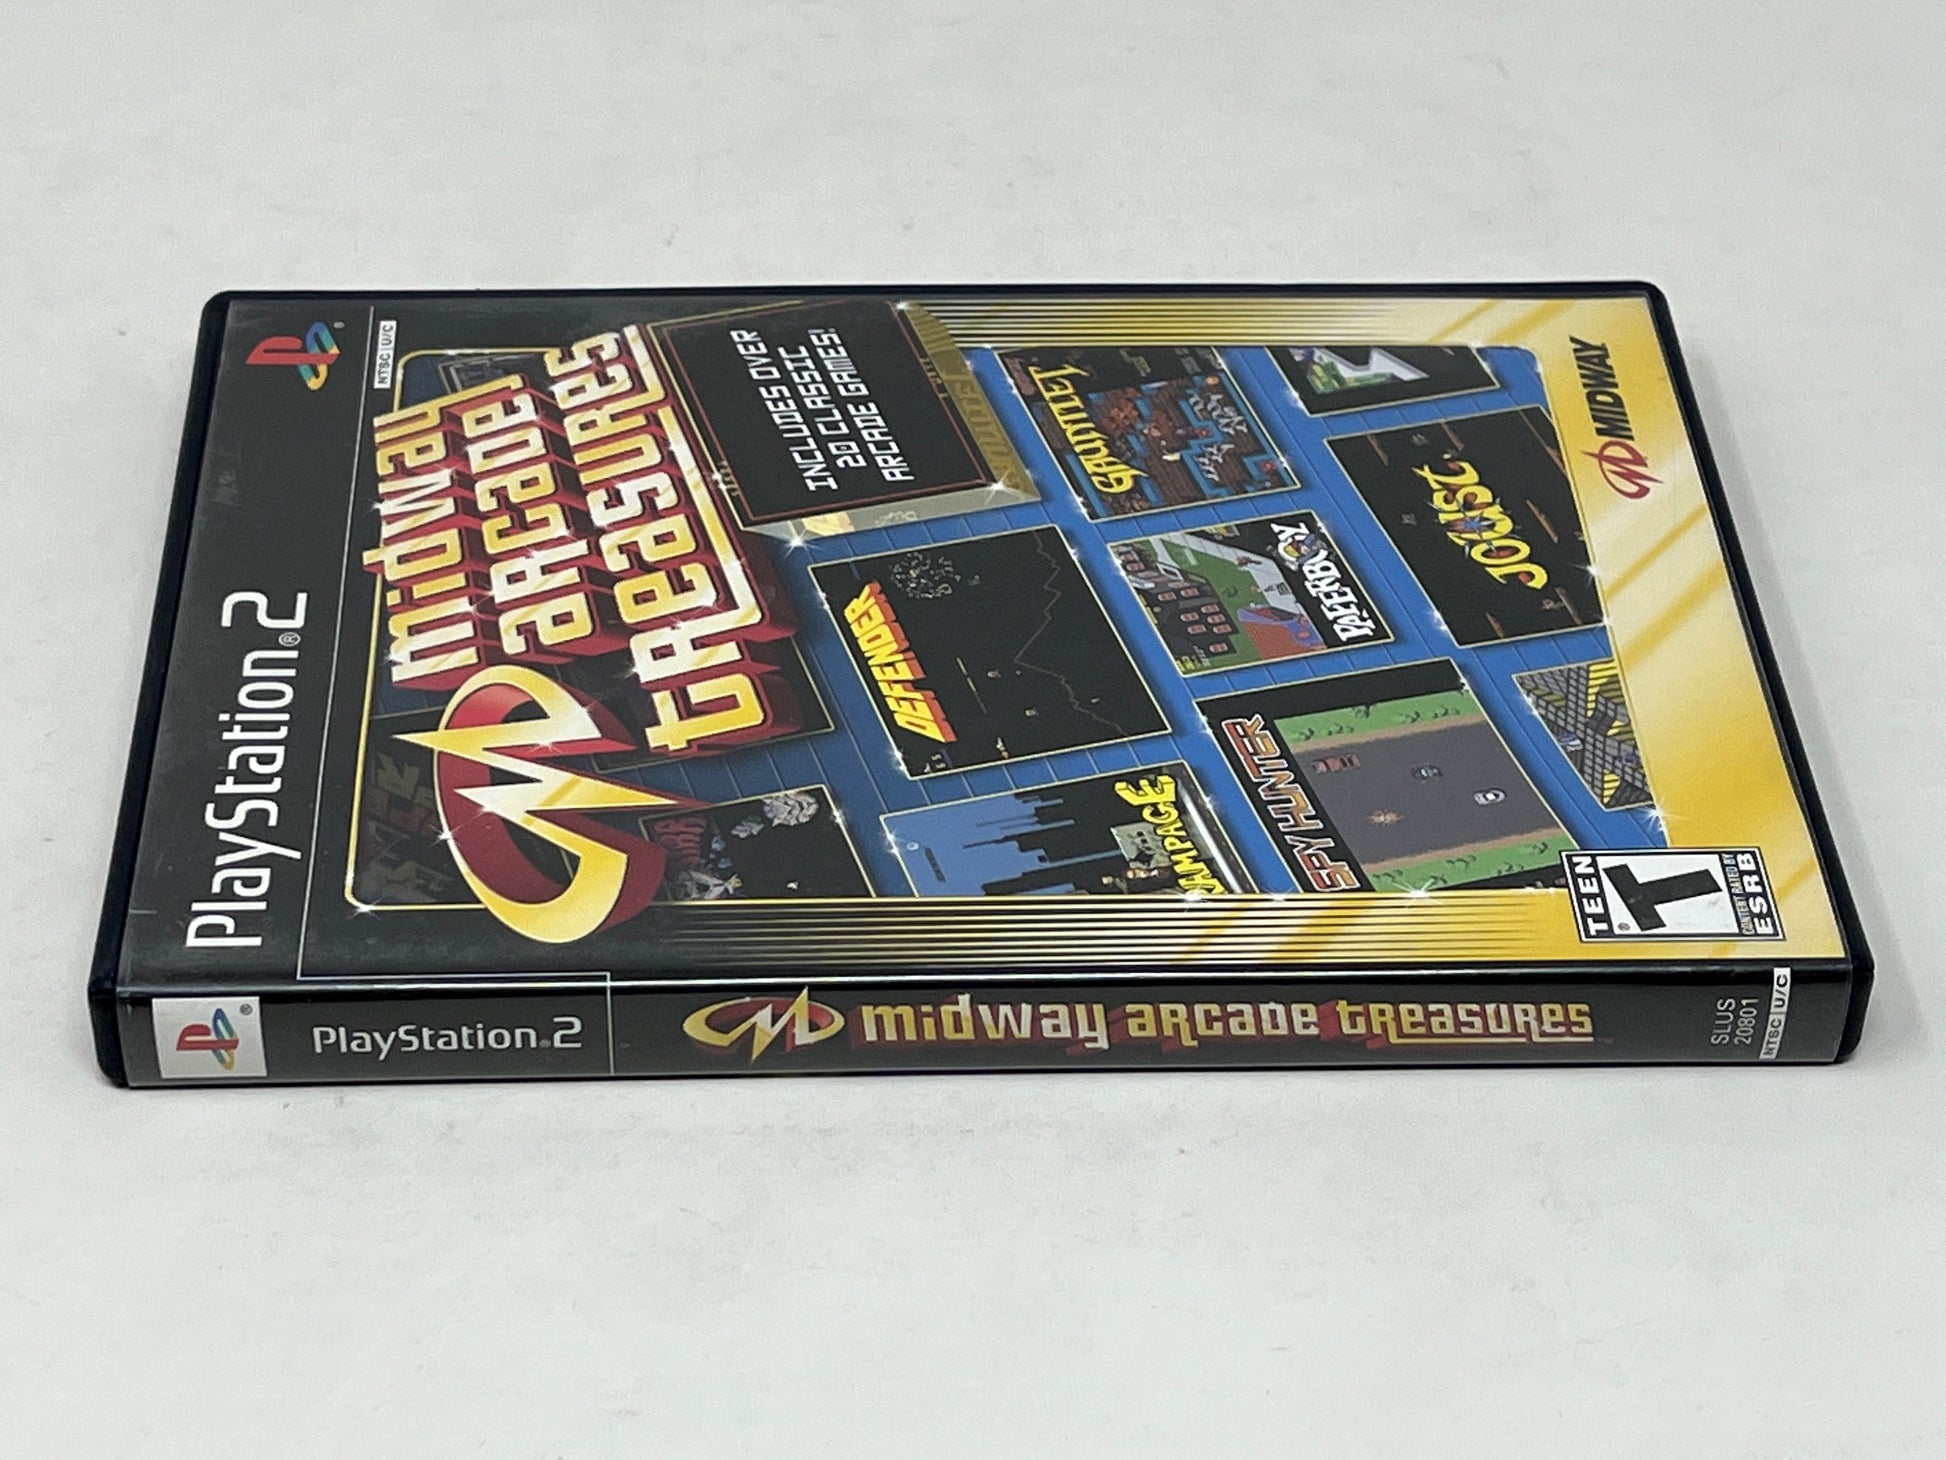 PlayStation®2
NTSC U/C
midway
arcade
treasures
INCLUDES OVER
20 CLASSIC
ARCADE GAMES!
GAUNTLET
DEFENDER
PAPERBOY
JOUST
RAMPAGE
SPY HUNTER
TEEN
T
CONTENT RATED BY
ESRB
MIDWAY
PlayStation®2
midway arcade treasures
SLUS
20801
NTSC U/C